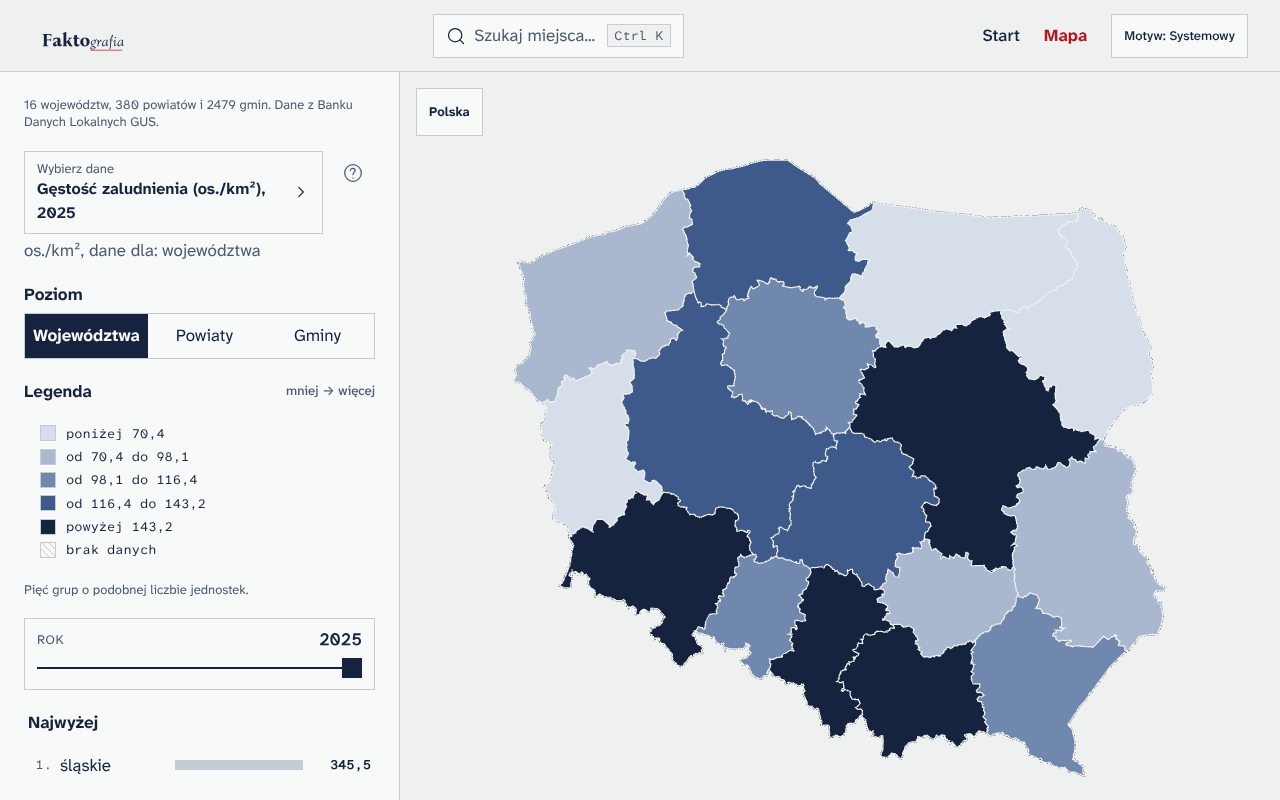 Faktografia
Szukaj miejsca... Ctrl K
Start Mapa Motyw: Systemowy
16 województw, 380 powiatów i 2479 gmin. Dane z Banku
Danych Lokalnych GUS.
Polska
Wybierz dane
Gęstość zaludnienia (os./km²),
2025
os./km², dane dla: województwa
Poziom
Województwa Powiaty Gminy
Legenda mniej → więcej
poniżej 70,4
od 70,4 do 98,1
od 98,1 do 116,4
od 116,4 do 143,2
powyżej 143,2
brak danych
Pięć grup o podobnej liczbie jednostek.
ROK 2025
Najwyżej
1. śląskie 345,5